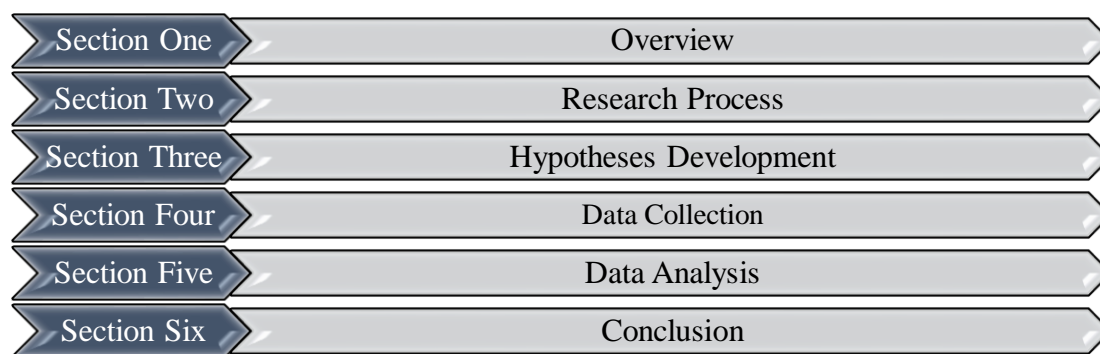 Section One Overview
Section Two Research Process
Section Three Hypotheses Development
Section Four Data Collection
Section Five Data Analysis
Section Six Conclusion